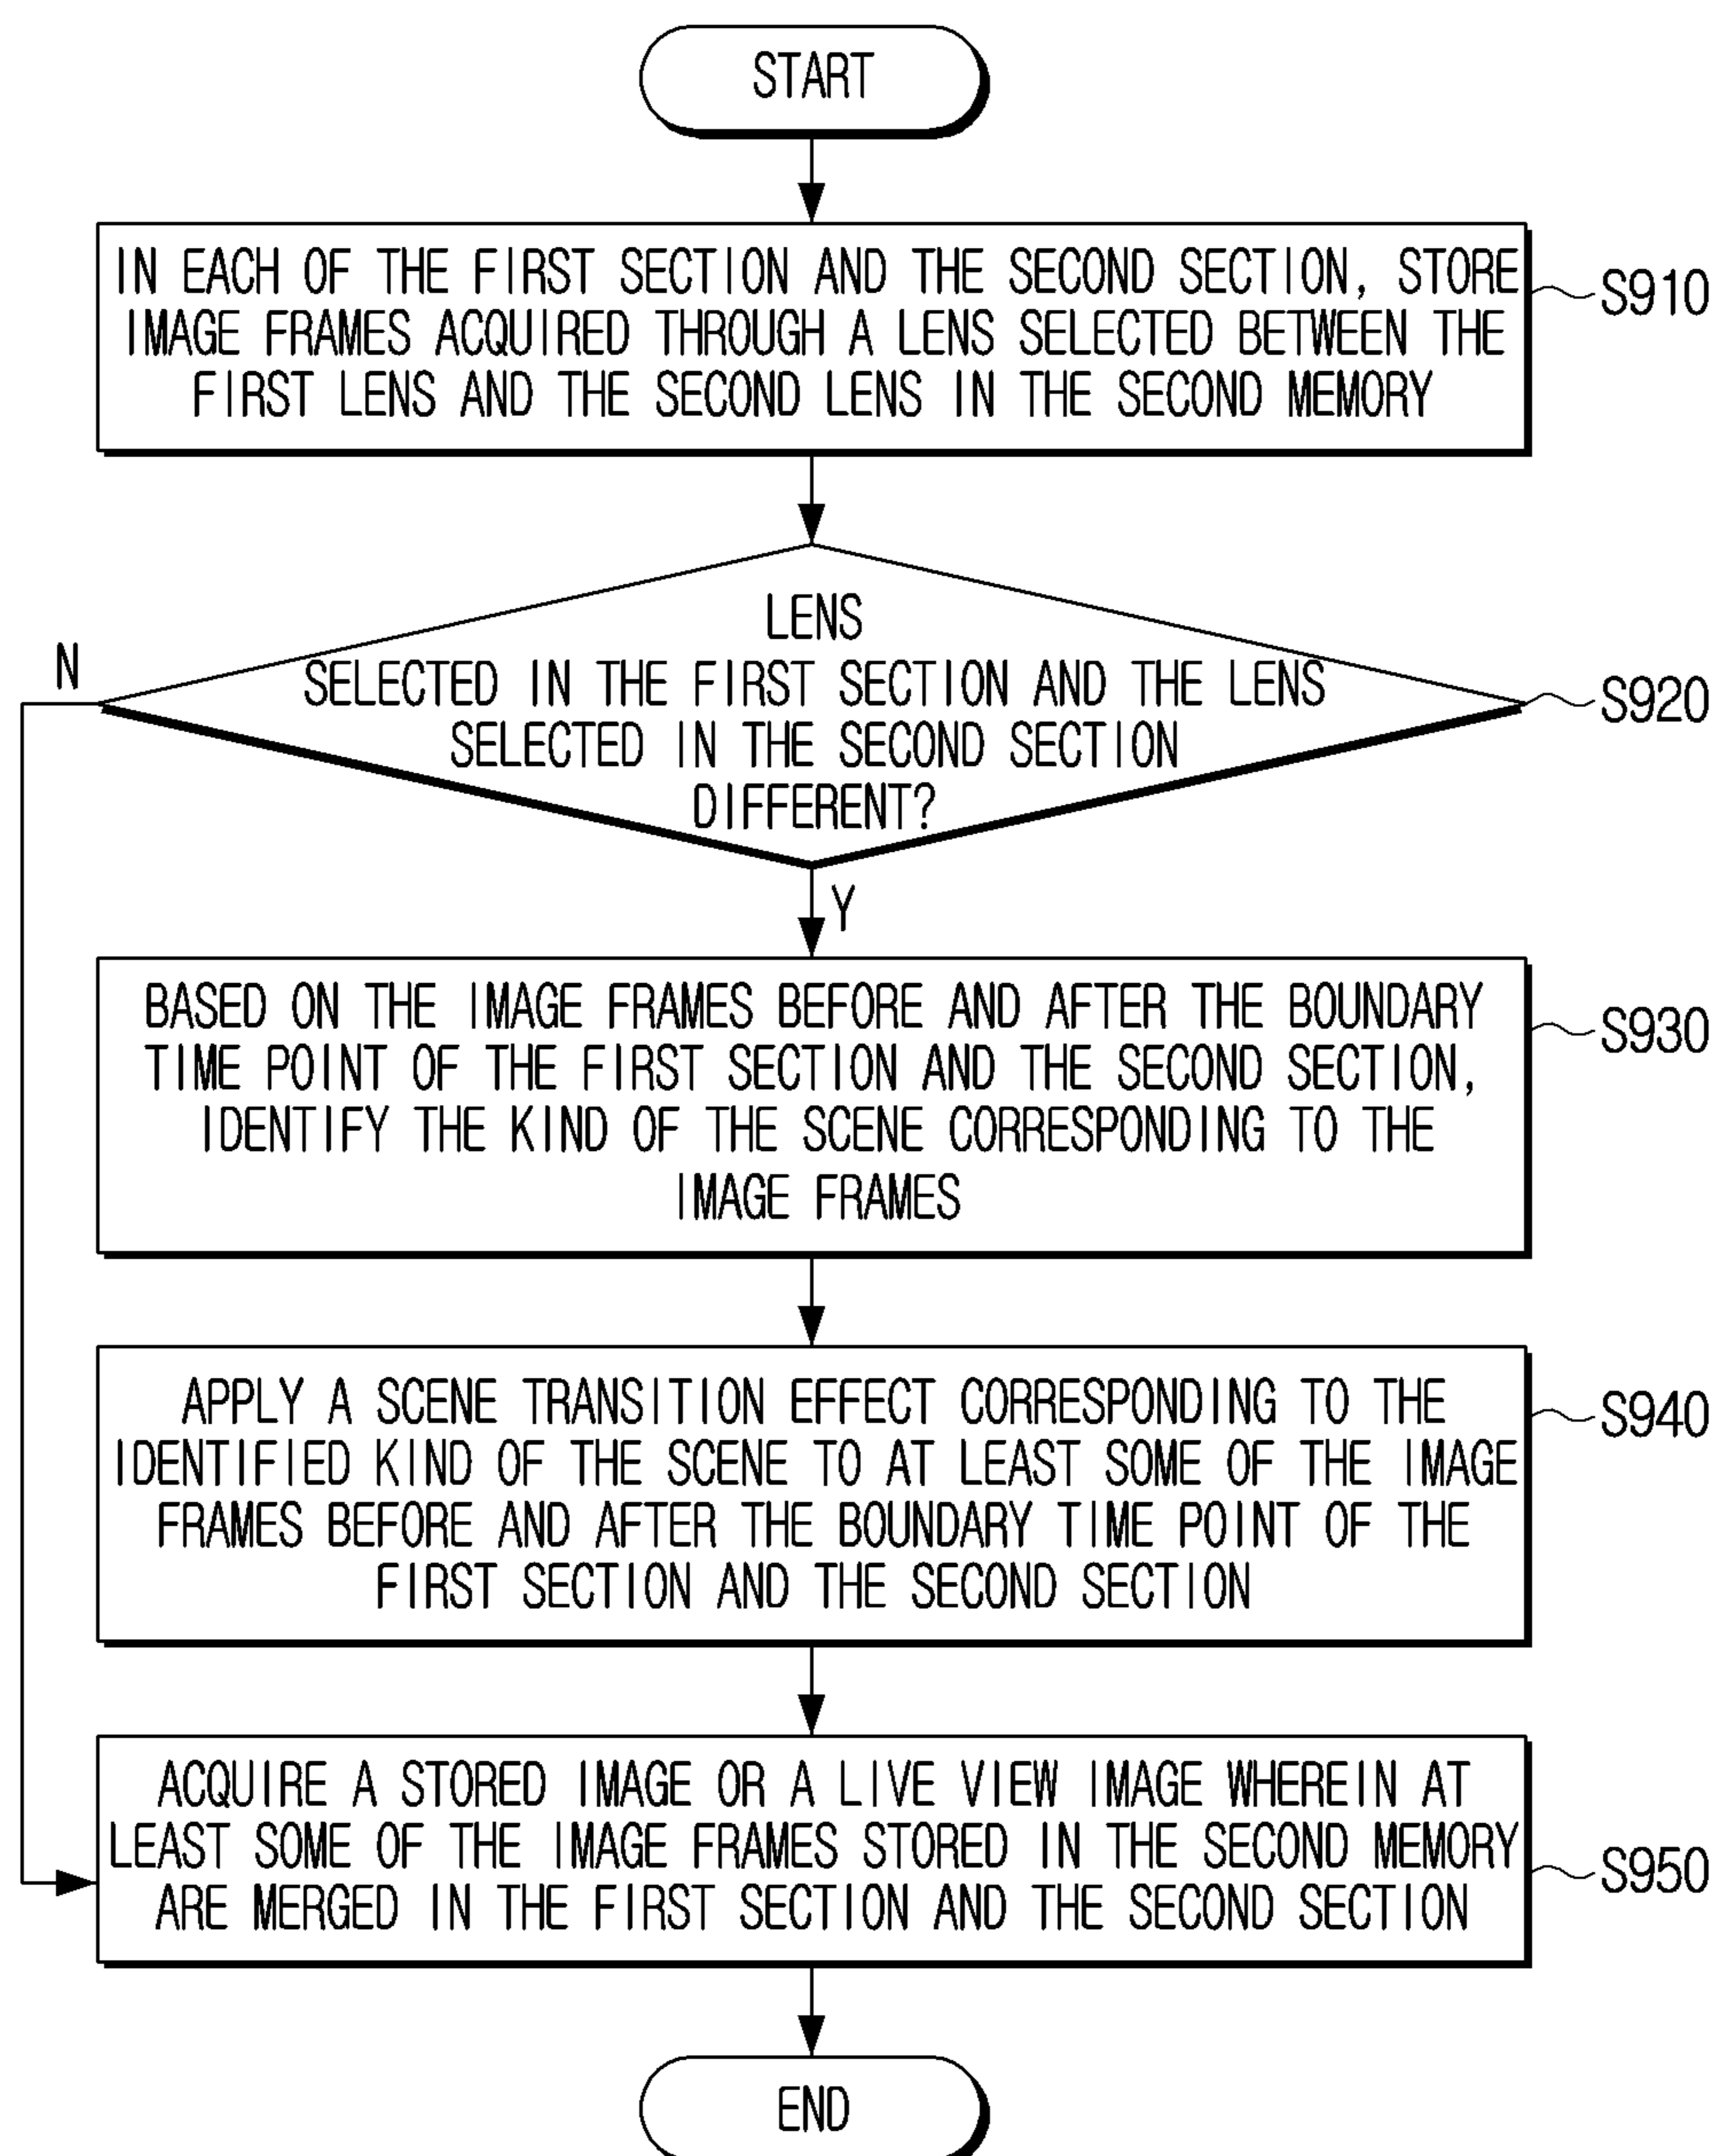 START
IN EACH OF THE FIRST SECTION AND THE SECOND SECTION, STORE
IMAGE FRAMES ACQUIRED THROUGH A LENS SELECTED BETWEEN THE
FIRST LENS AND THE SECOND LENS IN THE SECOND MEMORY
S910
LENS
SELECTED IN THE FIRST SECTION AND THE LENS
SELECTED IN THE SECOND SECTION
DIFFERENT?
S920
N
Y
BASED ON THE IMAGE FRAMES BEFORE AND AFTER THE BOUNDARY
TIME POINT OF THE FIRST SECTION AND THE SECOND SECTION,
IDENTIFY THE KIND OF THE SCENE CORRESPONDING TO THE
IMAGE FRAMES
S930
APPLY A SCENE TRANSITION EFFECT CORRESPONDING TO THE
IDENTIFIED KIND OF THE SCENE TO AT LEAST SOME OF THE IMAGE
FRAMES BEFORE AND AFTER THE BOUNDARY TIME POINT OF THE
FIRST SECTION AND THE SECOND SECTION
S940
ACQUIRE A STORED IMAGE OR A LIVE VIEW IMAGE WHEREIN AT
LEAST SOME OF THE IMAGE FRAMES STORED IN THE SECOND MEMORY
ARE MERGED IN THE FIRST SECTION AND THE SECOND SECTION
S950
END